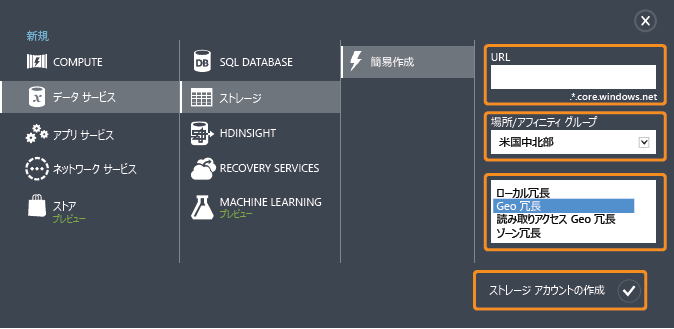 新規
COMPUTE
データ サービス
アプリ サービス
ネットワーク サービス
ストア
プレビュー
SQL DATABASE
ストレージ
HDINSIGHT
RECOVERY SERVICES
MACHINE LEARNING
プレビュー
簡易作成
URL
.*.core.windows.net
場所/アフィニティ グループ
米国中北部
ローカル冗長
Geo 冗長
読み取りアクセス Geo 冗長
ゾーン冗長
ストレージ アカウントの作成